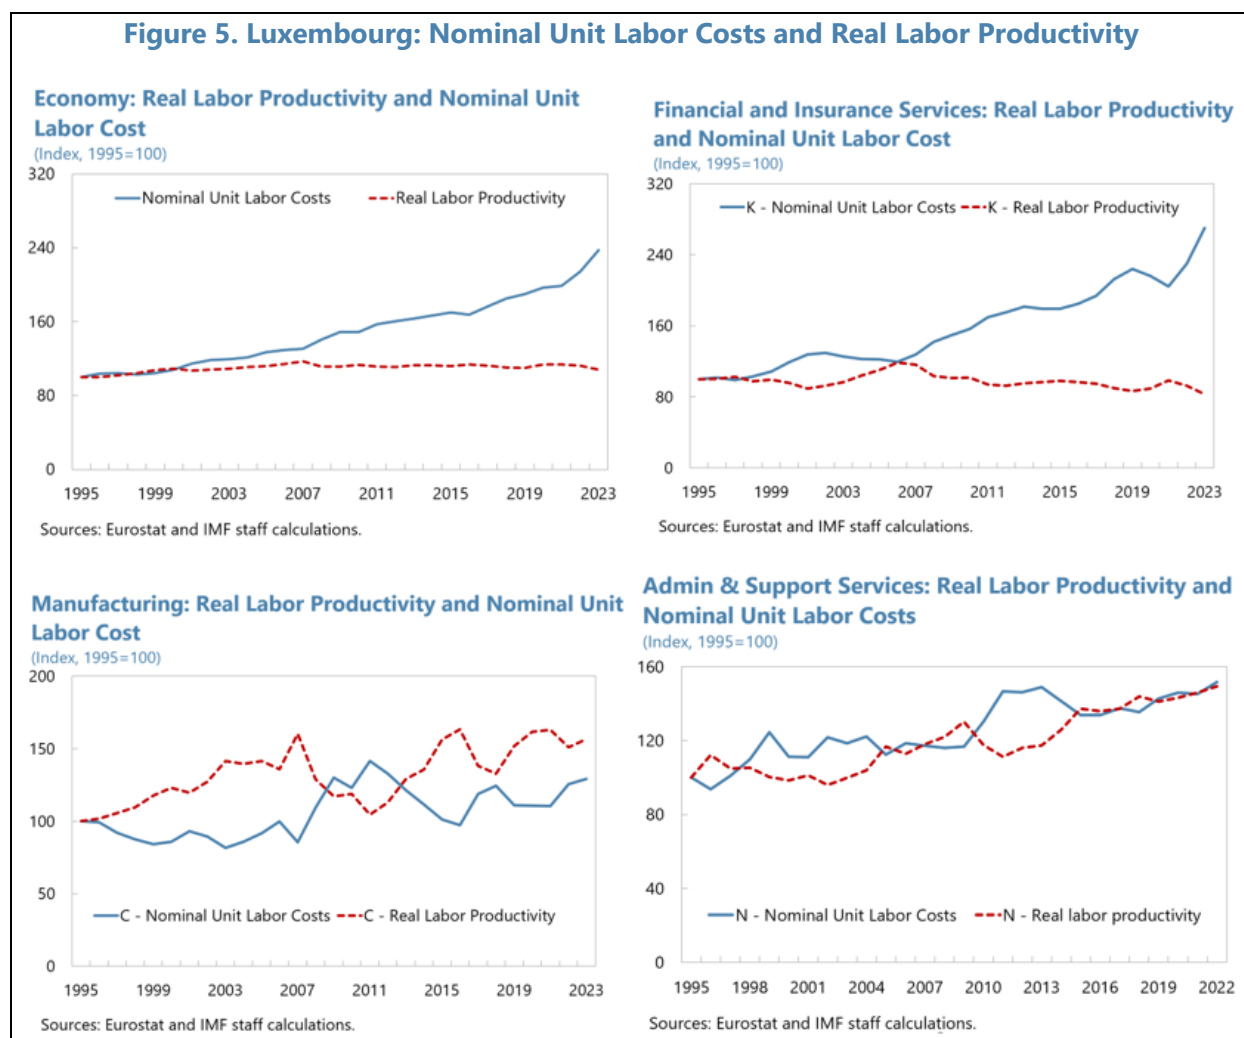 Figure 5. Luxembourg: Nominal Unit Labor Costs and Real Labor Productivity
Economy: Real Labor Productivity and Nominal Unit
Labor Cost
(Index, 1995=100)
320
240
160
80
0
Nominal Unit Labor Costs
Real Labor Productivity
1995 1999 2003 2007 2011 2015 2019 2023
Sources: Eurostat and IMF staff calculations.
Financial and Insurance Services: Real Labor Productivity
and Nominal Unit Labor Cost
(Index, 1995=100)
320
240
160
80
0
K - Nominal Unit Labor Costs
K - Real Labor Productivity
1995 1999 2003 2007 2011 2015 2019 2023
Sources: Eurostat and IMF staff calculations.
Manufacturing: Real Labor Productivity and Nominal Unit
Labor Cost
(Index, 1995=100)
200
150
100
50
0
C - Nominal Unit Labor Costs
C - Real Labor Productivity
1995 1999 2003 2007 2011 2015 2019 2023
Sources: Eurostat and IMF staff calculations.
Admin & Support Services: Real Labor Productivity and
Nominal Unit Labor Costs
(Index, 1995=100)
160
120
80
40
0
N - Nominal Unit Labor Costs
N - Real labor productivity
1995 1998 2001 2004 2007 2010 2013 2016 2019 2022
Sources: Eurostat and IMF staff calculations.